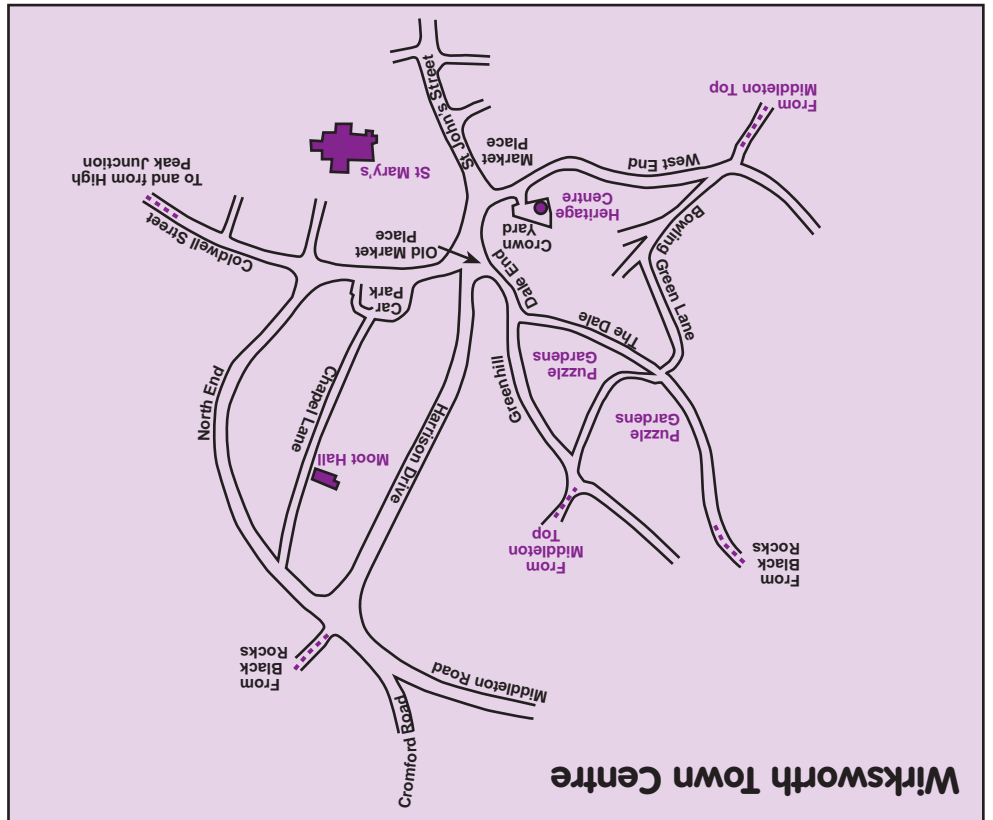 Wirksworth Town Centre
Cromford Road
Middleton Road
From
Black
Rocks
From
Black
Rocks
From
Middleton
Top
Moot Hall
Harrison Drive
Chapel Lane
North End
Puzzle
Gardens
Greenhill
Puzzle
Gardens
The Dale
Bowling Green Lane
Car
Park
Dale End
Old Market
Place
Coldwell Street
Crown
Yard
Heritage
Centre
To and from High
Peak Junction
St Mary's
West End
Market
Place
St John's Street
From
Middleton Top